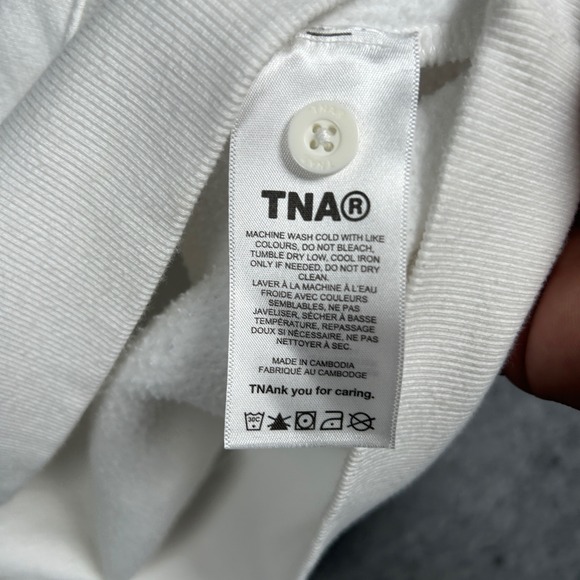 TNA®
MACHINE WASH COLD WITH LIKE
COLOURS, DO NOT BLEACH,
TUMBLE DRY LOW, COOL IRON
ONLY IF NEEDED, DO NOT DRY
CLEAN.
LAVER À LA MACHINE À L'EAU
FROIDE AVEC COULEURS
SEMBLABLES, NE PAS
JAVELISER, SÉCHER À BASSE
TEMPÉRATURE, REPASSAGE
DOUX SI NÉCESSAIRE, NE PAS
NETTOYER À SEC.
MADE IN CAMBODIA
FABRIQUÉ AU CAMBODGE
TNAnk you for caring.
30C